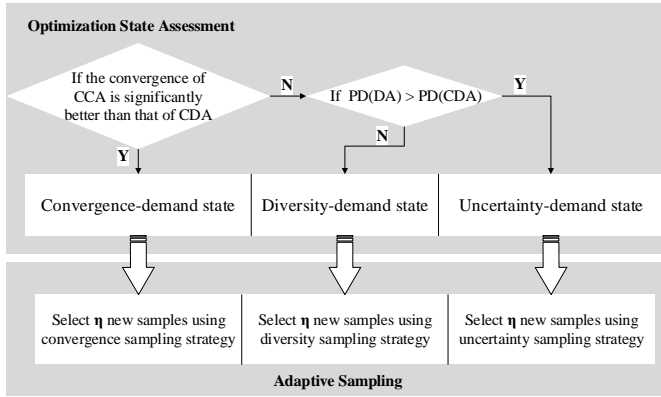 Optimization State Assessment
If the convergence of
CCA is significantly
better than that of CDA
N
If PD(DA) > PD(CDA)
Y
N
Y
Convergence-demand state
Diversity-demand state
Uncertainty-demand state
Select η new samples using
convergence sampling strategy
Select η new samples using
diversity sampling strategy
Select η new samples using
uncertainty sampling strategy
Adaptive Sampling